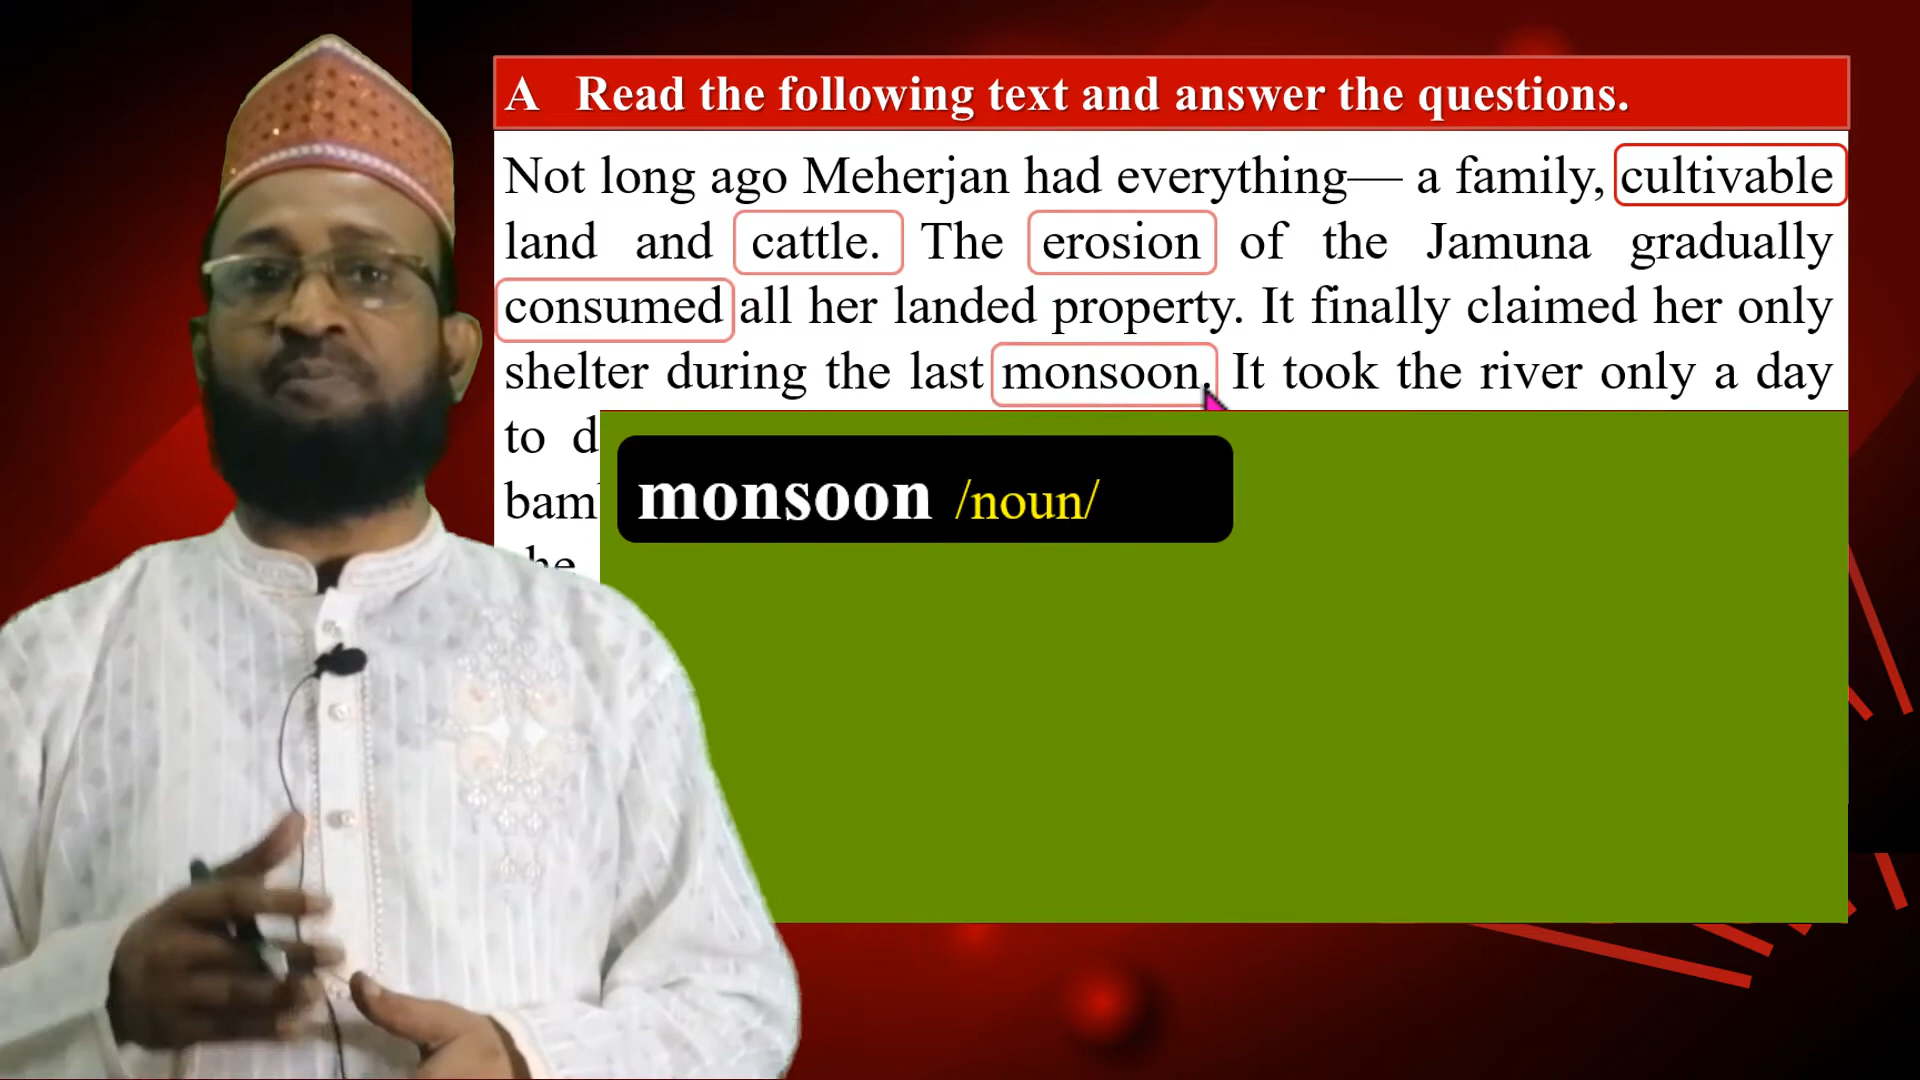 A Read the following text and answer the questions.
Not long ago Meherjan had everything— a family, cultivable
land and cattle. The erosion of the Jamuna gradually
consumed all her landed property. It finally claimed her only
shelter during the last monsoon. It took the river only a day
to
monsoon /noun/